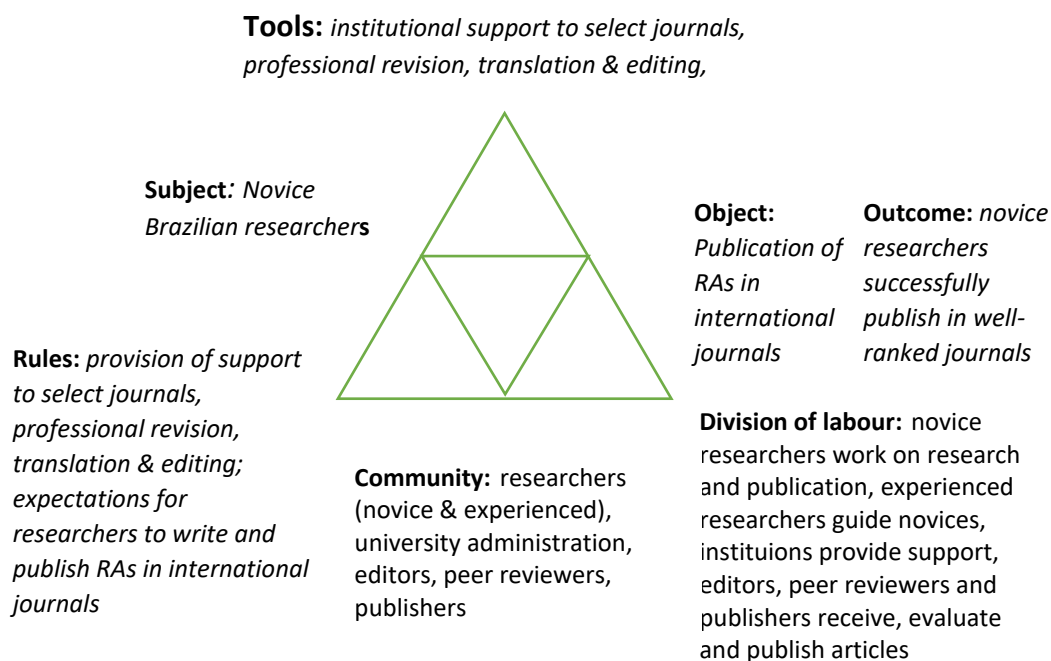 Tools: institutional support to select journals,
professional revision, translation & editing,
Subject: Novice
Brazilian researchers
Object:
Publication of
RAs in
international
journals
Outcome: novice
researchers
successfully
publish in well-
ranked journals
Rules: provision of support
to select journals,
professional revision,
translation & editing;
expectations for
researchers to write and
publish RAs in international
journals
Community: researchers
(novice & experienced),
university administration,
editors, peer reviewers,
publishers
Division of labour: novice
researchers work on research
and publication, experienced
researchers guide novices,
instituions provide support,
editors, peer reviewers and
publishers receive, evaluate
and publish articles